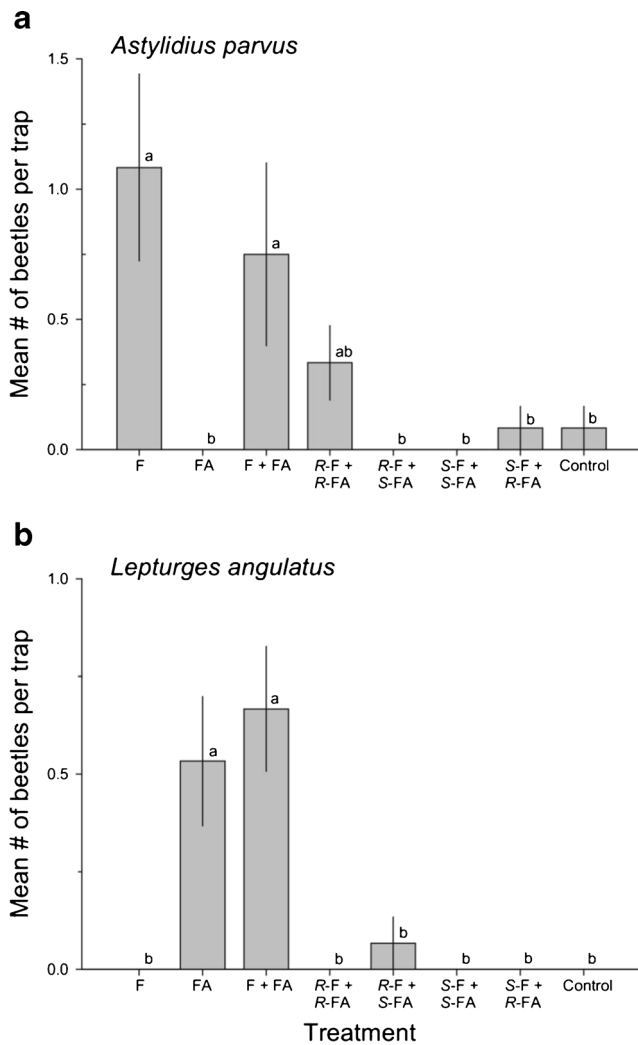 a
Astylidius parvus
Mean # of beetles per trap
1.5
1.0
0.5
0.0
a
b
a
ab
b
b
b
b
F
FA
F + FA
R-F +
R-FA
R-F +
S-FA
S-F +
S-FA
S-F +
R-FA
Control
b
Lepturges angulatus
Mean # of beetles per trap
1.0
0.5
0.0
b
a
a
b
b
b
b
b
F
FA
F + FA
R-F +
R-FA
R-F +
S-FA
S-F +
S-FA
S-F +
R-FA
Control
Treatment